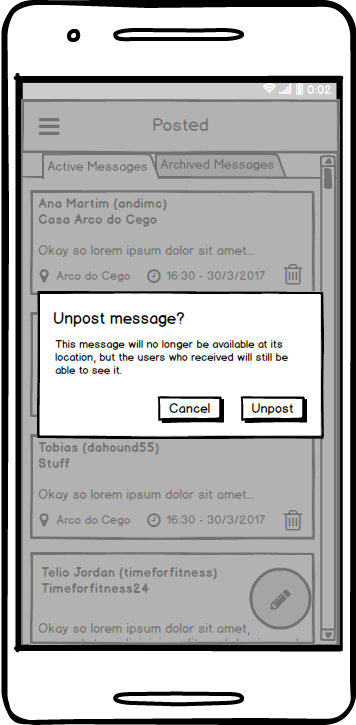 0:02
Posted
Active Messages
Archived Messages
Ana Martim (andimc)
Casa Arco do Cego
Okay so lorem ipsum dolor sit amet...
Arco do Cego
16:30 - 30/3/2017
Unpost message?
This message will no longer be available at its
location, but the users who received will still be
able to see it.
Cancel
Unpost
Tobias (dahound55)
Stuff
Okay so lorem ipsum dolor sit amet...
Arco do Cego
16:30 - 30/3/2017
Telio Jordan (timeforfitness)
Timeforfitness24
Okay so lorem ipsum dolor sit amet,